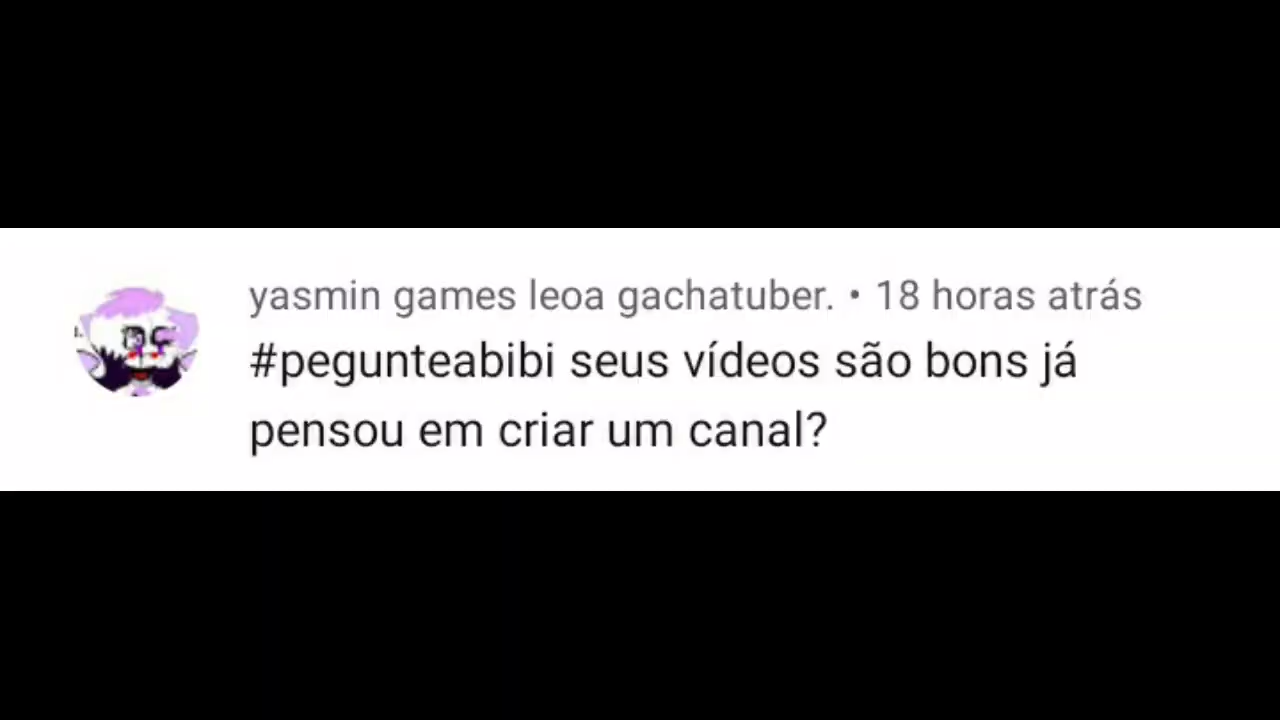 yasmin games leoa gachatuber. • 18 horas atrás
#pegunteabibi seus vídeos são bons já
pensou em criar um canal?